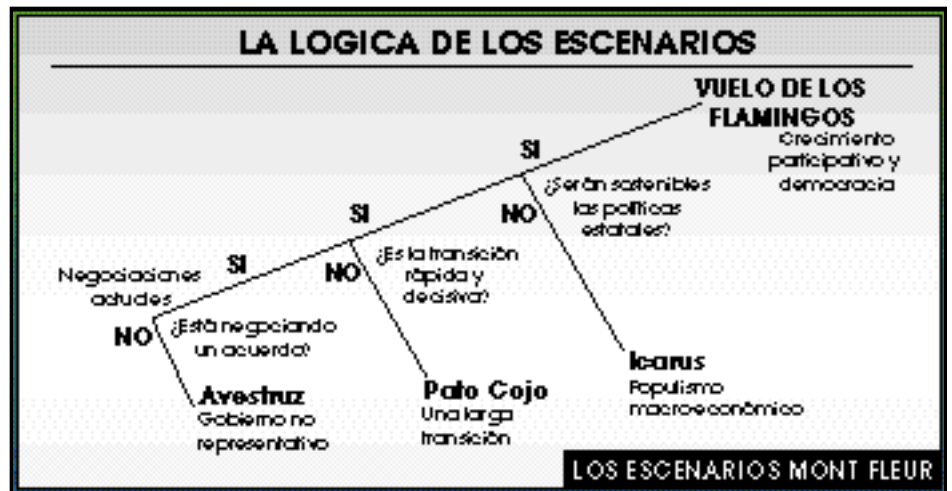 LA LOGICA DE LOS ESCENARIOS
VUELO DE LOS
FLAMINGOS
Crecimiento
participativo y
democracia
SI
¿Serán sostenibles
las políticas
estatales?
NO
SI
¿Es la transición
rápida y
decisiva?
NO
SI
Negociaciones
actuales
NO
¿Está negociando
un acuerdo?
Avestruz
Gobierno no
representativo
Pato Cojo
Una larga
transición
Icarus
Populismo
macroeconómico
LOS ESCENARIOS MONT FLEUR